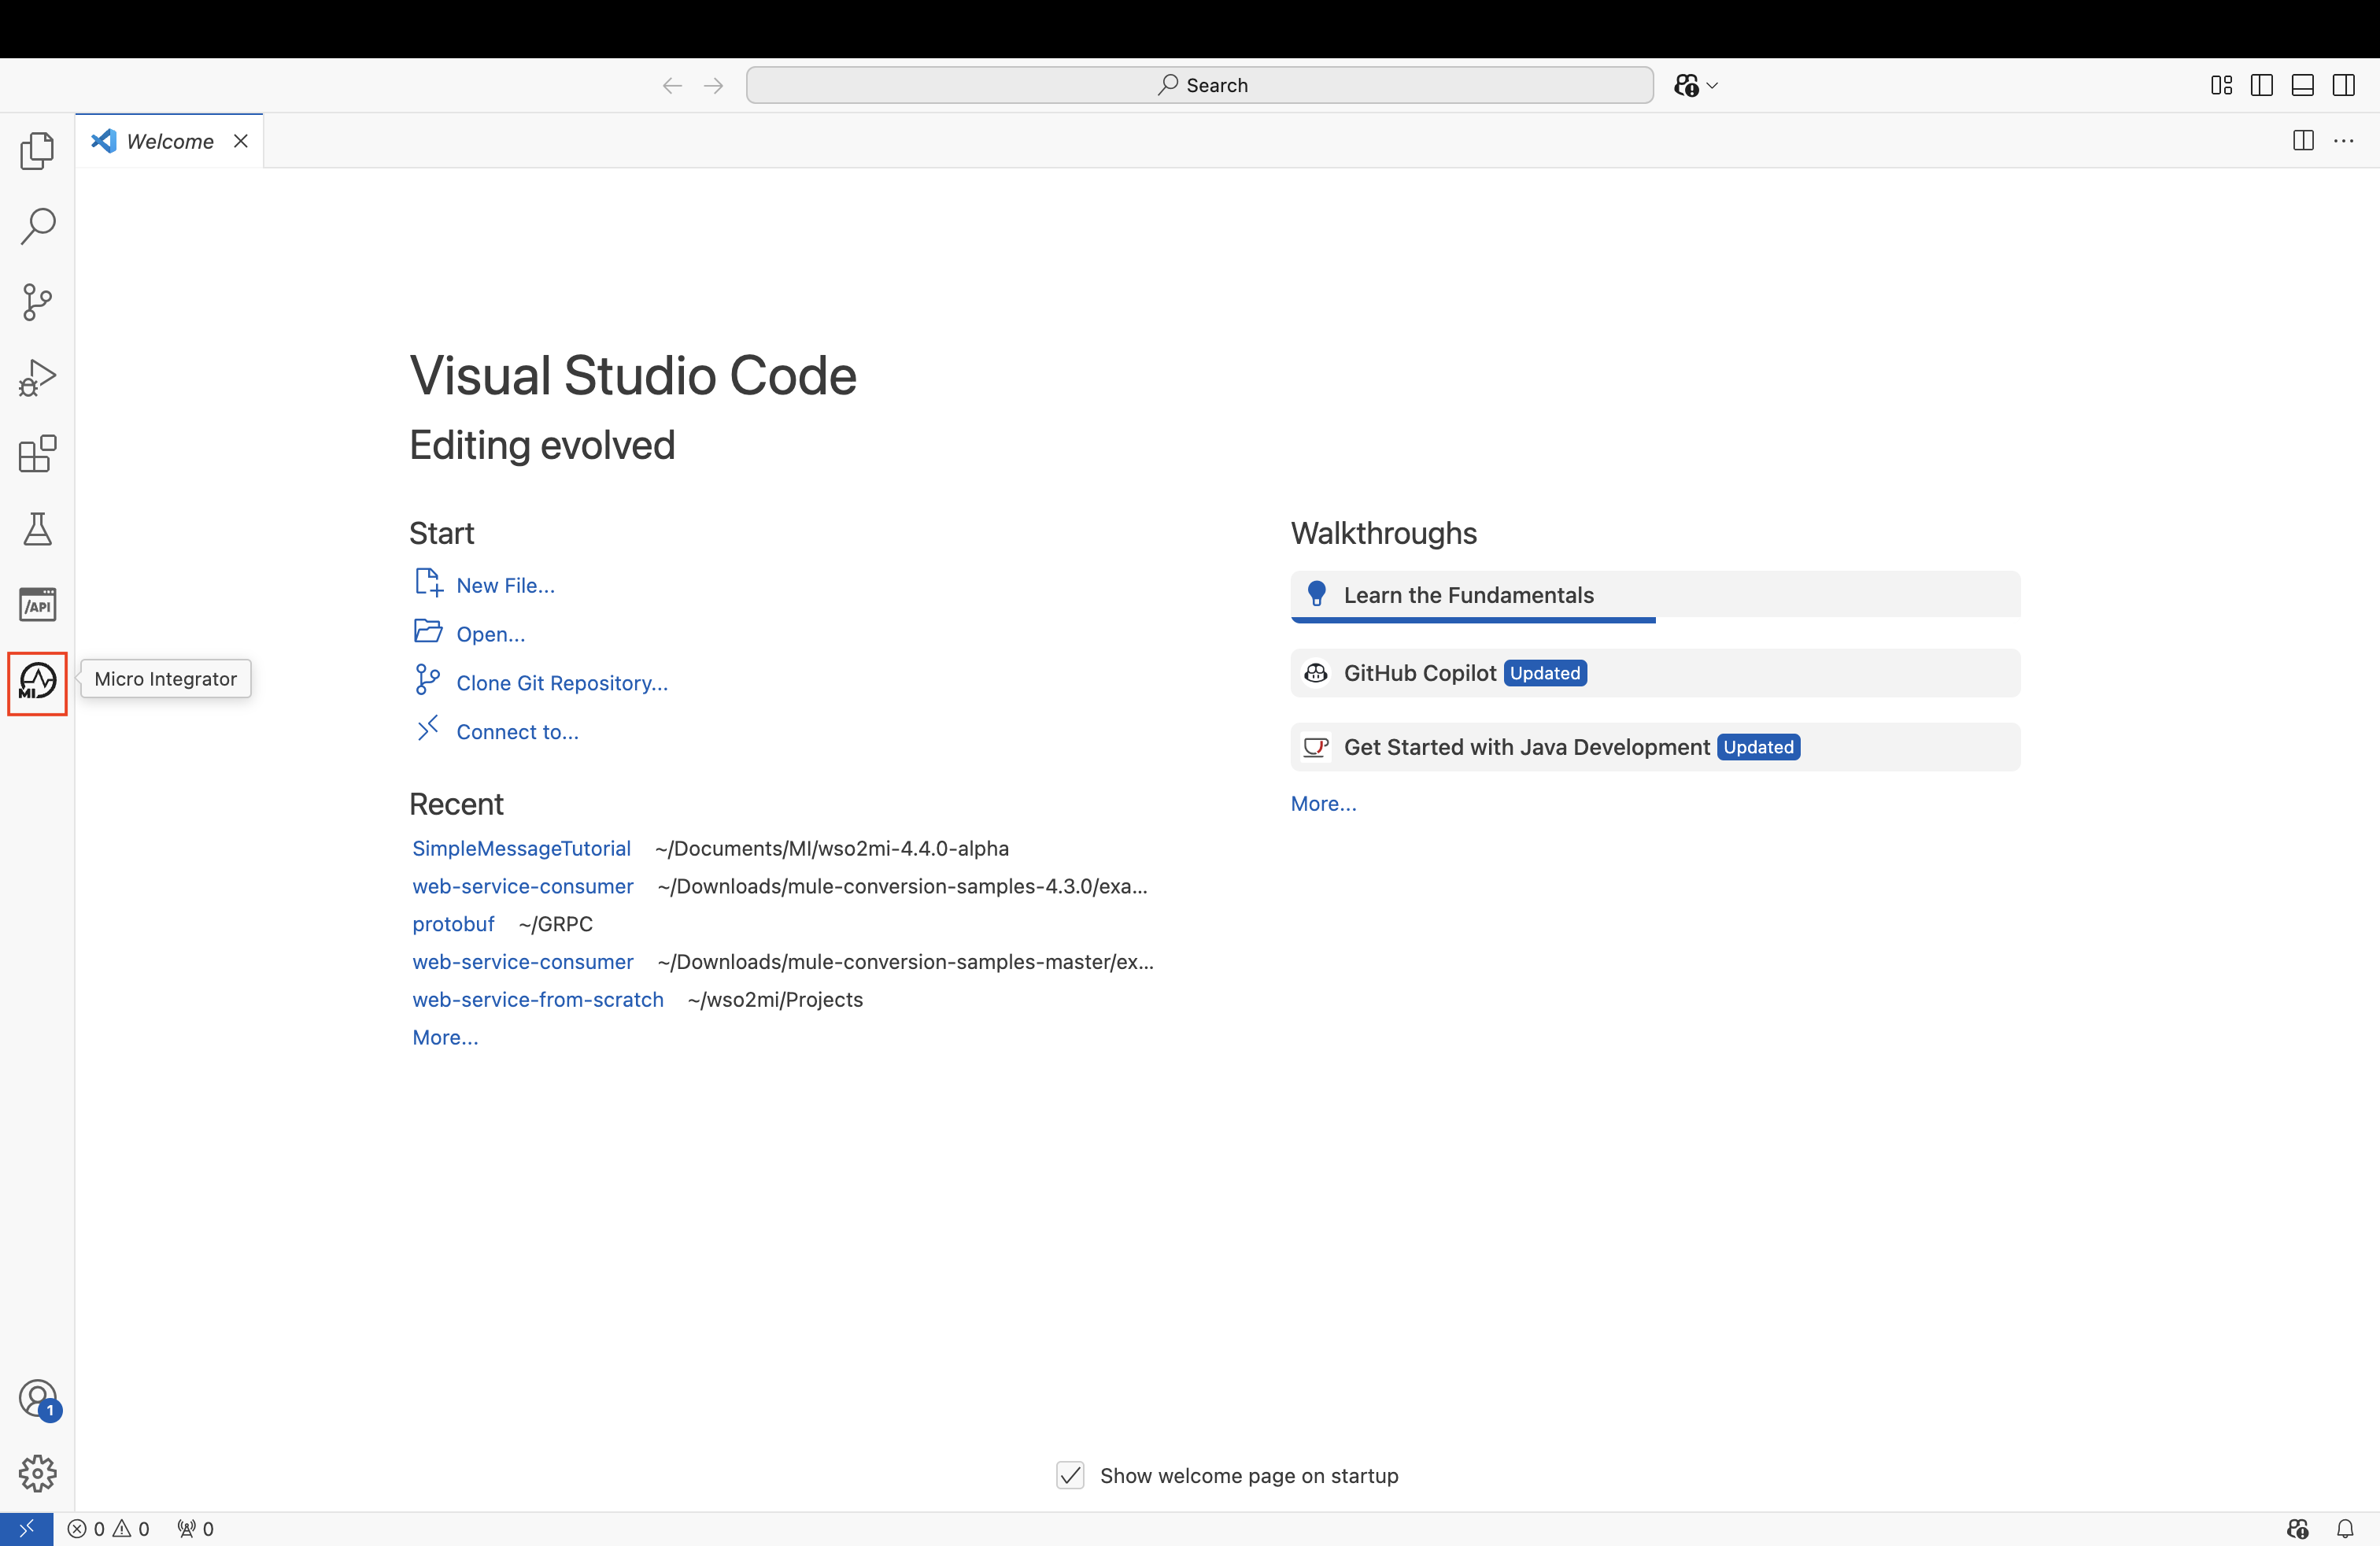 Search
Welcome
Visual Studio Code
Editing evolved
Start
New File...
Open...
Clone Git Repository...
Connect to...
Walkthroughs
Learn the Fundamentals
GitHub Copilot Updated
Get Started with Java Development Updated
More...
/API
MI
Micro Integrator
Recent
SimpleMessageTutorial ~/Documents/MI/wso2mi-4.4.0-alpha
web-service-consumer ~/Downloads/mule-conversion-samples-4.3.0/exa...
protobuf ~/GRPC
web-service-consumer ~/Downloads/mule-conversion-samples-master/ex...
web-service-from-scratch ~/wso2mi/Projects
More...
1
Show welcome page on startup
0 0 0